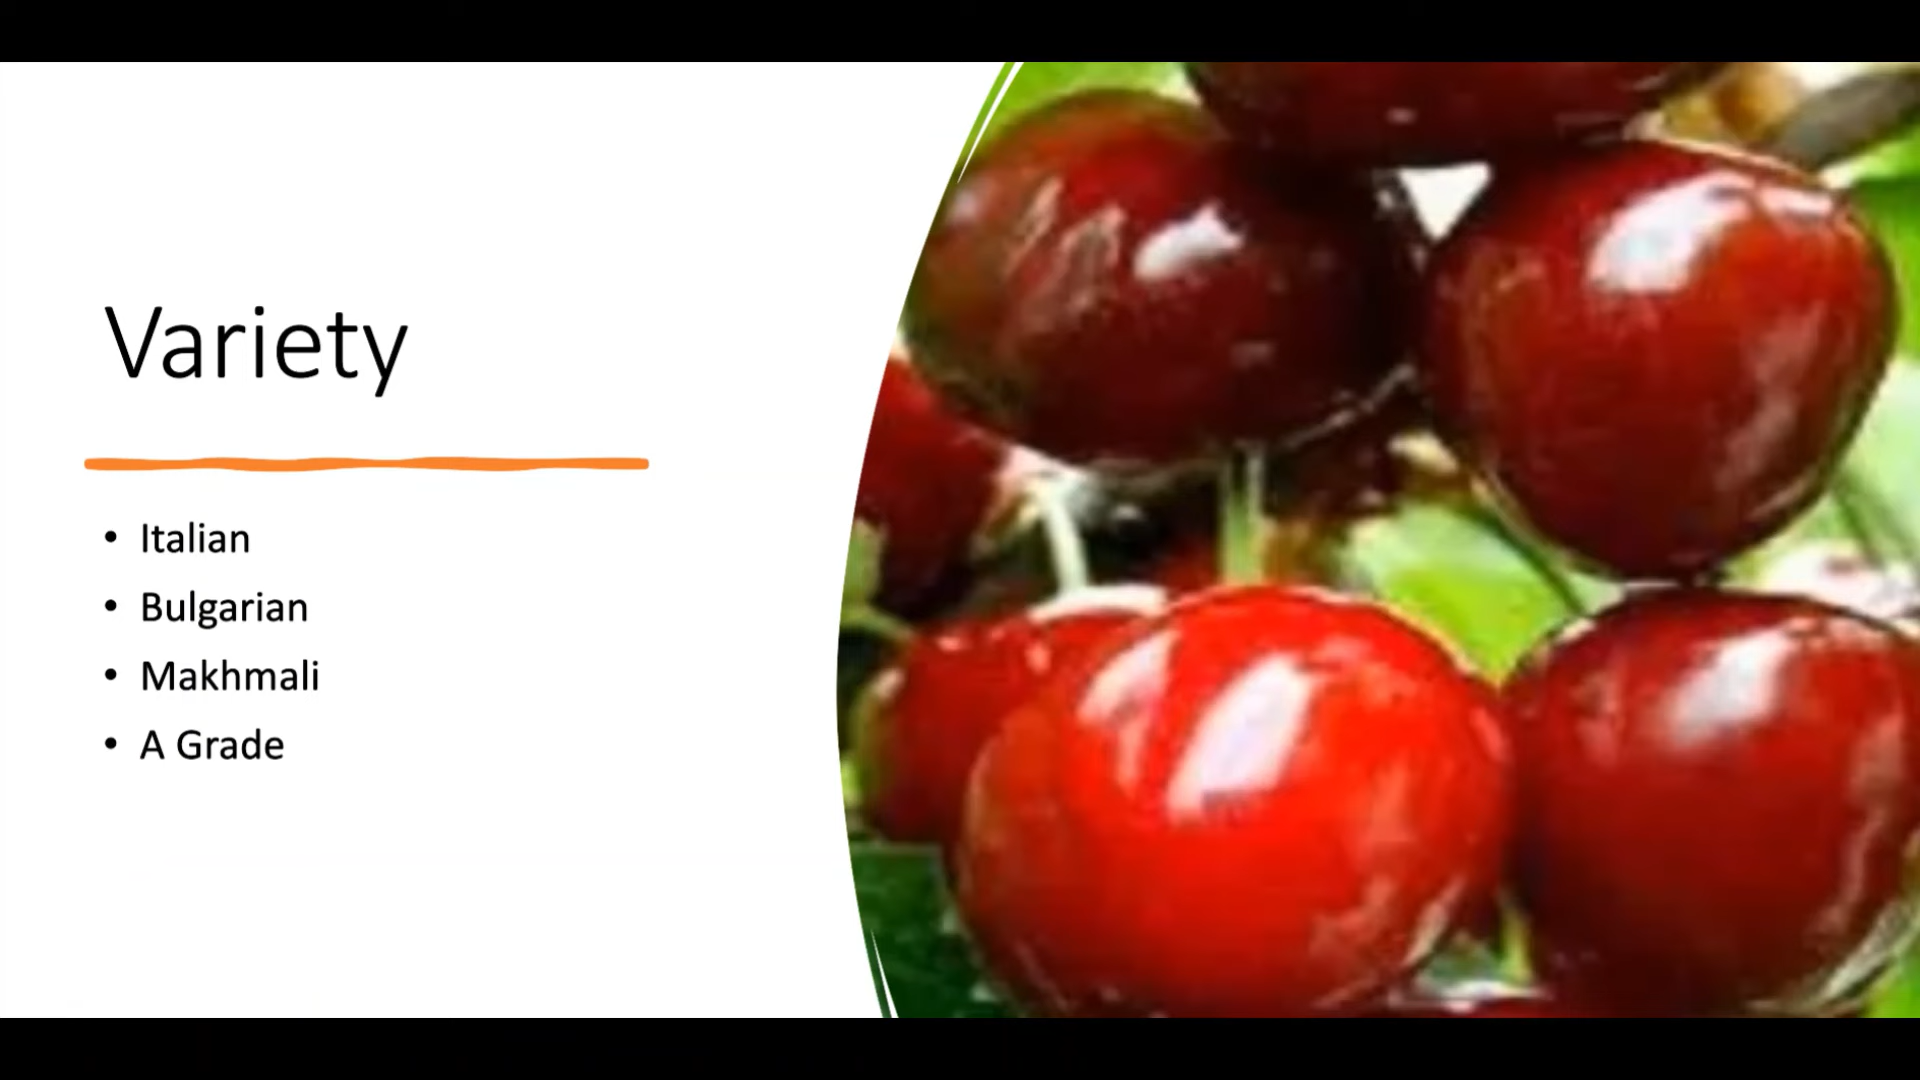 Variety
• Italian
• Bulgarian
• Makhmali
• A Grade